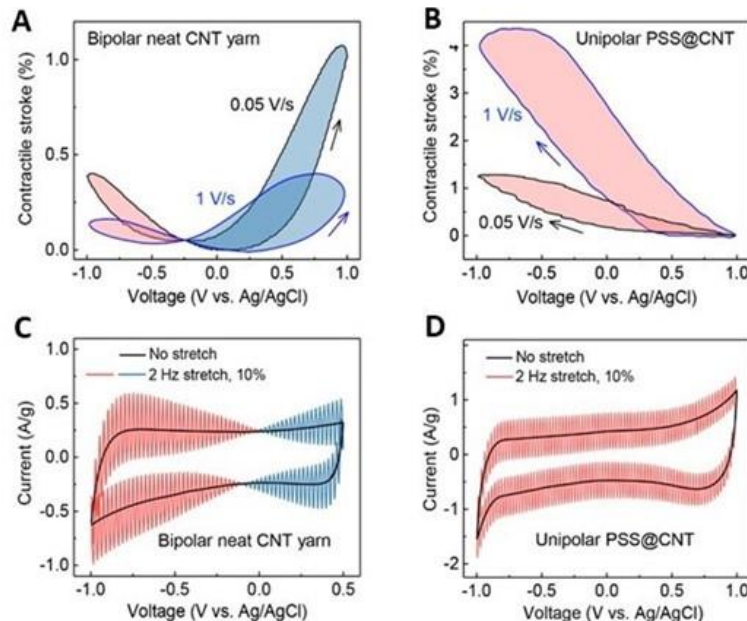 A
Bipolar neat CNT yarn
0.05 V/s
1 V/s
Contractile stroke (%)
1.0
0.5
0.0
-1.0 -0.5 0.0 0.5 1.0
Voltage (V vs. Ag/AgCl)
B
Unipolar PSS@CNT
1 V/s
0.05 V/s
Contractile stroke (%)
4
3
2
1
0
-1.0 -0.5 0.0 0.5 1.0
Voltage (V vs. Ag/AgCl)
C
No stretch
2 Hz stretch, 10%
Bipolar neat CNT yarn
Current (A/g)
1.0
0.5
0.0
-0.5
-1.0
-1.0 -0.5 0.0 0.5
Voltage (V vs. Ag/AgCl)
D
No stretch
2 Hz stretch, 10%
Unipolar PSS@CNT
Current (A/g)
2
1
0
-1
-2
-1.0 -0.5 0.0 0.5 1.0
Voltage (V vs. Ag/AgCl)